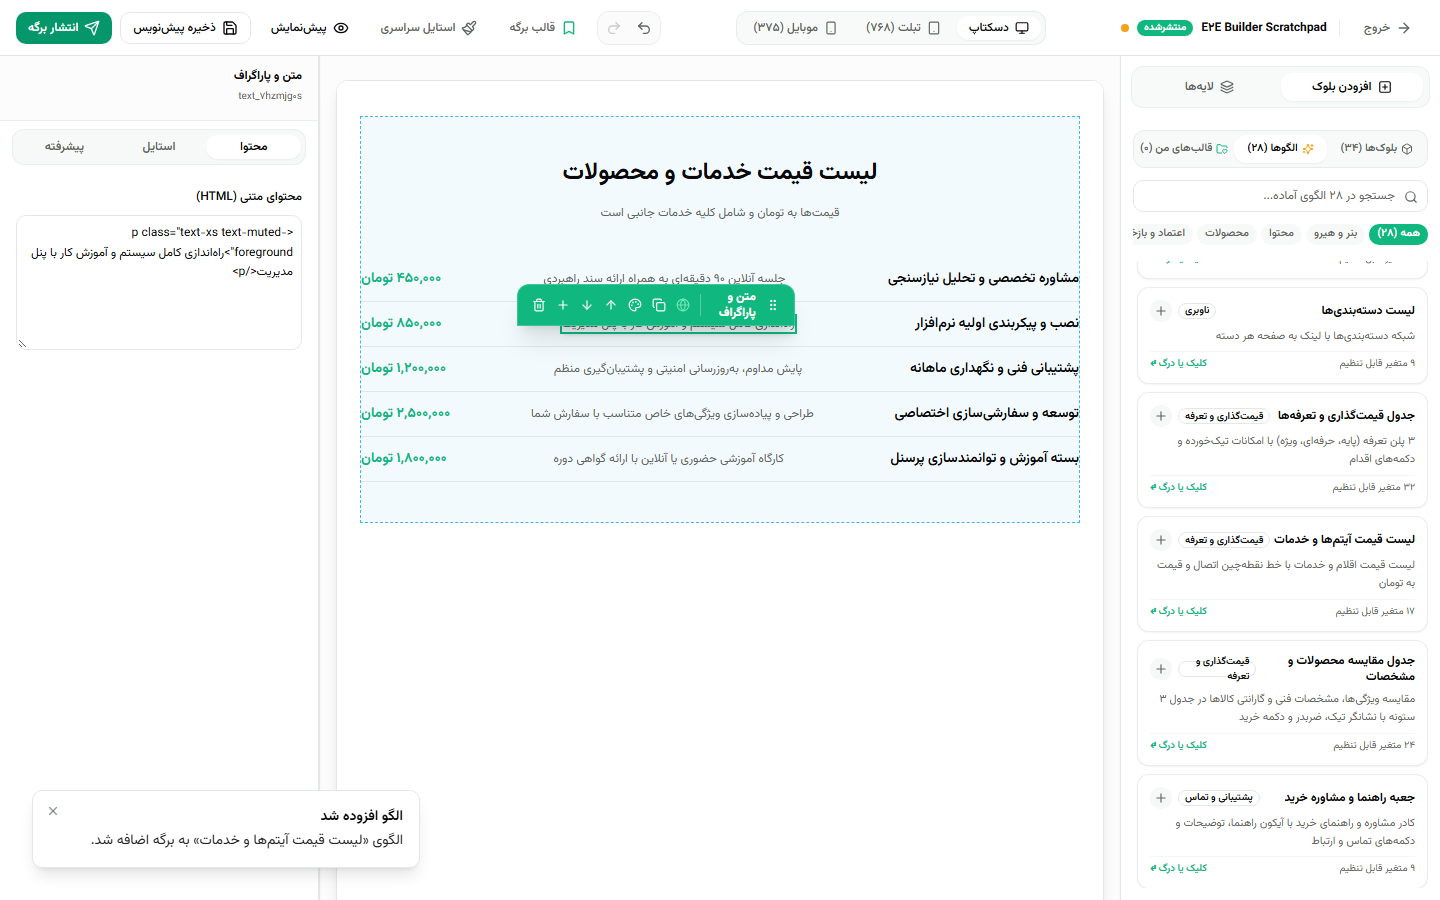 خروج
E۲E Builder Scratchpad
منتشرشده
دسکتاپ
تبلت (۷۶۸)
موبایل (۳۷۵)
قالب برگه
استایل سراسری
پیش‌نمایش
ذخیره پیش‌نویس
انتشار برگه
افزودن بلوک
لایه‌ها
بلوک‌ها (۳۴)
الگوها (۲۸)
قالب‌های من (۰)
جستجو در ۲۸ الگوی آماده...
همه (۲۸)
بنر و هیرو
محتوا
محصولات
اعتماد و بازخ
لیست دسته‌بندی‌ها
ناوبری
شبکه دسته‌بندی‌ها با لینک به صفحه هر دسته
۹ متغیر قابل تنظیم
کلیک یا درگ
جدول قیمت‌گذاری و تعرفه‌ها
قیمت‌گذاری و تعرفه
۳ پلن تعرفه (پایه، حرفه‌ای، ویژه) با امکانات تیک‌خورده و
دکمه‌های اقدام
۳۲ متغیر قابل تنظیم
کلیک یا درگ
لیست قیمت آیتم‌ها و خدمات
قیمت‌گذاری و تعرفه
لیست قیمت اقلام و خدمات با خط نقطه‌چین اتصال و قیمت
به تومان
۱۷ متغیر قابل تنظیم
کلیک یا درگ
جدول مقایسه محصولات و
مشخصات
قیمت‌گذاری و
تعرفه
مقایسه ویژگی‌ها، مشخصات فنی و گارانتی کالاها در جدول ۳
ستونه با نشانگر تیک، ضربدر و دکمه خرید
۲۴ متغیر قابل تنظیم
کلیک یا درگ
جعبه راهنما و مشاوره خرید
پشتیبانی و تماس
کادر مشاوره و راهنمای خرید با آیکون راهنما، توضیحات و
دکمه‌های تماس و ارتباط
۹ متغیر قابل تنظیم
کلیک یا درگ
لیست قیمت خدمات و محصولات
قیمت‌ها به تومان و شامل کلیه خدمات جانبی است
مشاوره تخصصی و تحلیل نیازسنجی
جلسه آنلاین ۹۰ دقیقه‌ای به همراه ارائه سند راهبردی
۴۵۰,۰۰۰ تومان
متن و
پاراگراف
نصب و پیکربندی اولیه نرم‌افزار
۸۵۰,۰۰۰ تومان
پشتیبانی فنی و نگهداری ماهانه
پایش مداوم، به‌روزرسانی امنیتی و پشتیبان‌گیری منظم
۱,۲۰۰,۰۰۰ تومان
توسعه و سفارشی‌سازی اختصاصی
طراحی و پیاده‌سازی ویژگی‌های خاص متناسب با سفارش شما
۲,۵۰۰,۰۰۰ تومان
بسته آموزش و توانمندسازی پرسنل
کارگاه آموزشی حضوری یا آنلاین با ارائه گواهی دوره
۱,۸۰۰,۰۰۰ تومان
متن و پاراگراف
text_۷hzmjg۰s
محتوا
استایل
پیشرفته
محتوای متنی (HTML)
<p class="text-xs text-muted-
foreground">راه‌اندازی کامل سیستم و آموزش کار با پنل
مدیریت</p>
الگو افزوده شد
الگوی «لیست قیمت آیتم‌ها و خدمات» به برگه اضافه شد.